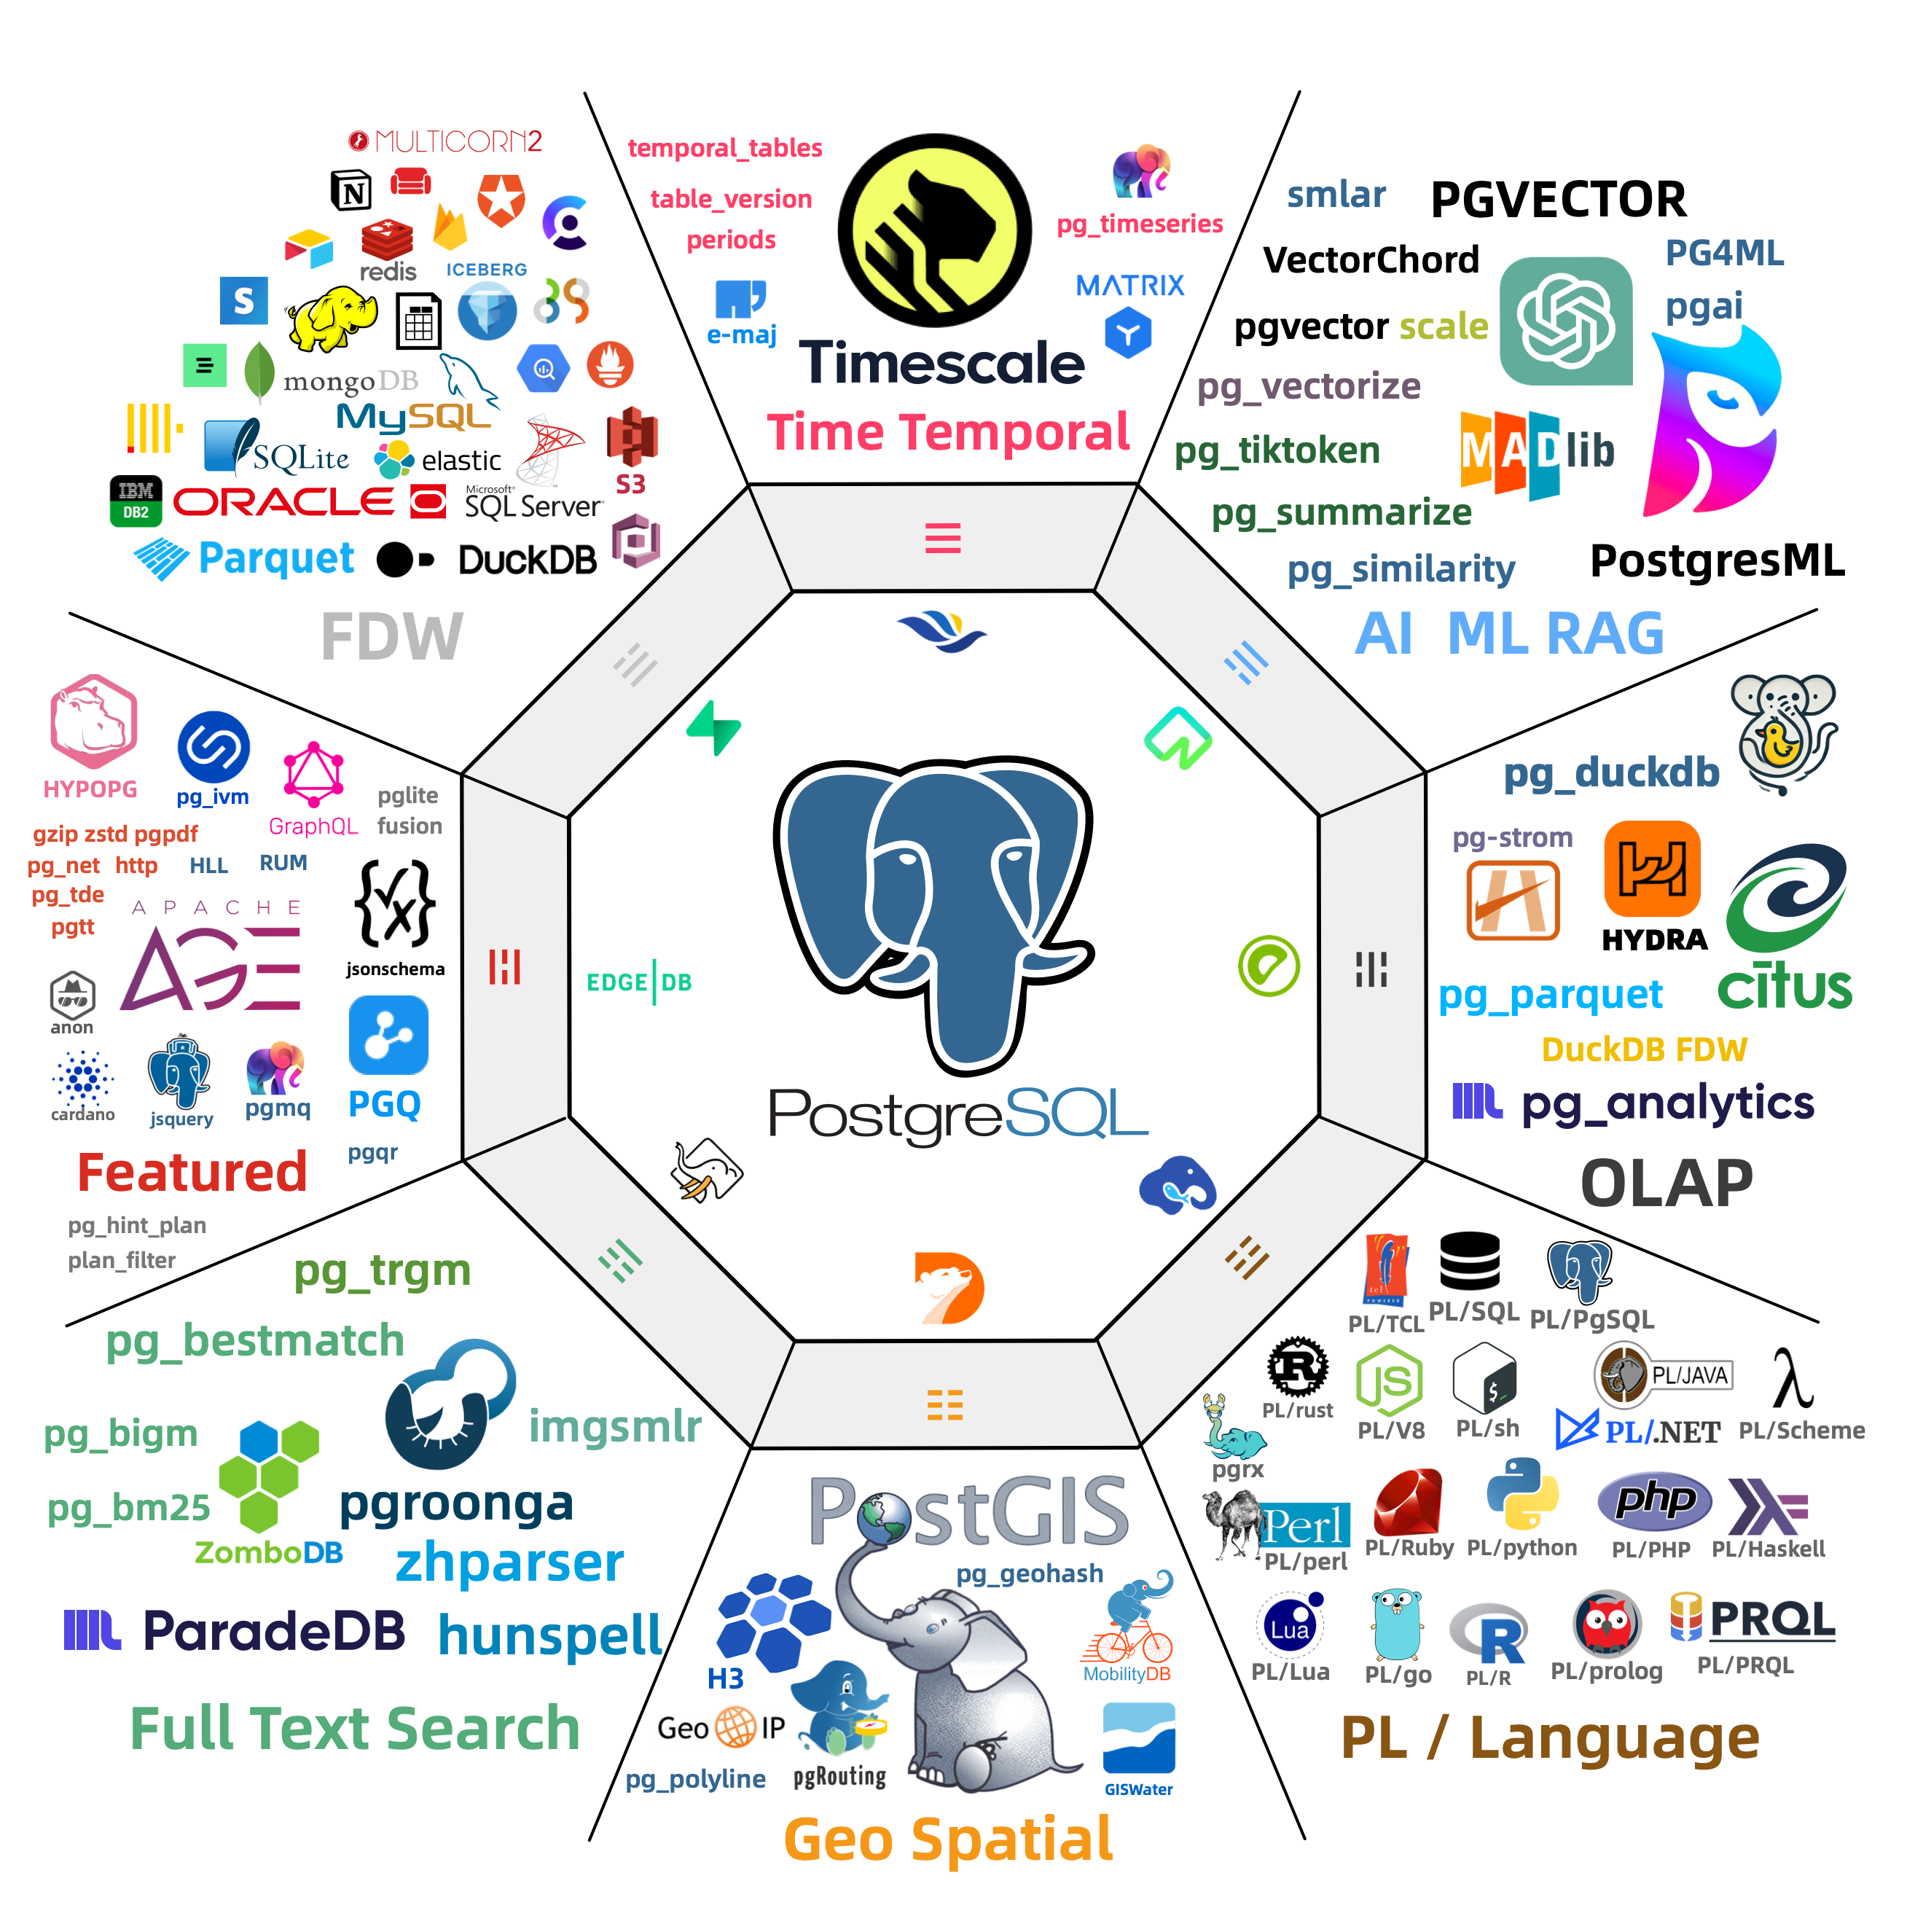 MULTICORN2
N
redis
ICEBERG
S
mongoDB
MySQL
SQLite
elastic
S3
IBM
DB2
ORACLE
Microsoft
SQL Server
Parquet
DuckDB
FDW
temporal_tables
table_version
periods
e-maj
Timescale
pg_timeseries
MATRIX
Time Temporal
smlar
PGVECTOR
VectorChord
PG4ML
pgai
pgvector scale
pg_vectorize
pg_tiktoken
MADlib
pg_summarize
pg_similarity
PostgresML
AI ML RAG
pg_duckdb
pg-strom
HYDRA
citus
pg_parquet
DuckDB FDW
pg_analytics
OLAP
HYPOPG
pg_ivm
GraphQL
pglite
fusion
gzip zstd pgpdf
pg_net http HLL RUM
pg_tde
pgtt
APACHE
AGE
jsonschema
anon
cardano
jsquery
pgmq
PGQ
pgqr
Featured
pg_hint_plan
plan_filter
EDGE|DB
PostgreSQL
pg_trgm
pg_bestmatch
pg_bigm
imgsmlr
pg_bm25
pgroonga
ZomboDB
zhparser
ParadeDB
hunspell
Full Text Search
PostGIS
pg_geohash
H3
MobilityDB
GeoIP
pg_polyline
pgRouting
GISWater
Geo Spatial
tcl
POWERED
PL/TCL
PL/SQL
PL/PgSQL
R
PL/rust
JS
PL/V8
$_
PL/sh
PL/JAVA
PL/.NET
λ
PL/Scheme
pgrx
Perl
PL/perl
PL/Ruby
PL/python
php
PL/PHP
PL/Haskell
Lua
PL/Lua
PL/go
R
PL/R
PL/prolog
PRQL
PL/PRQL
PL / Language